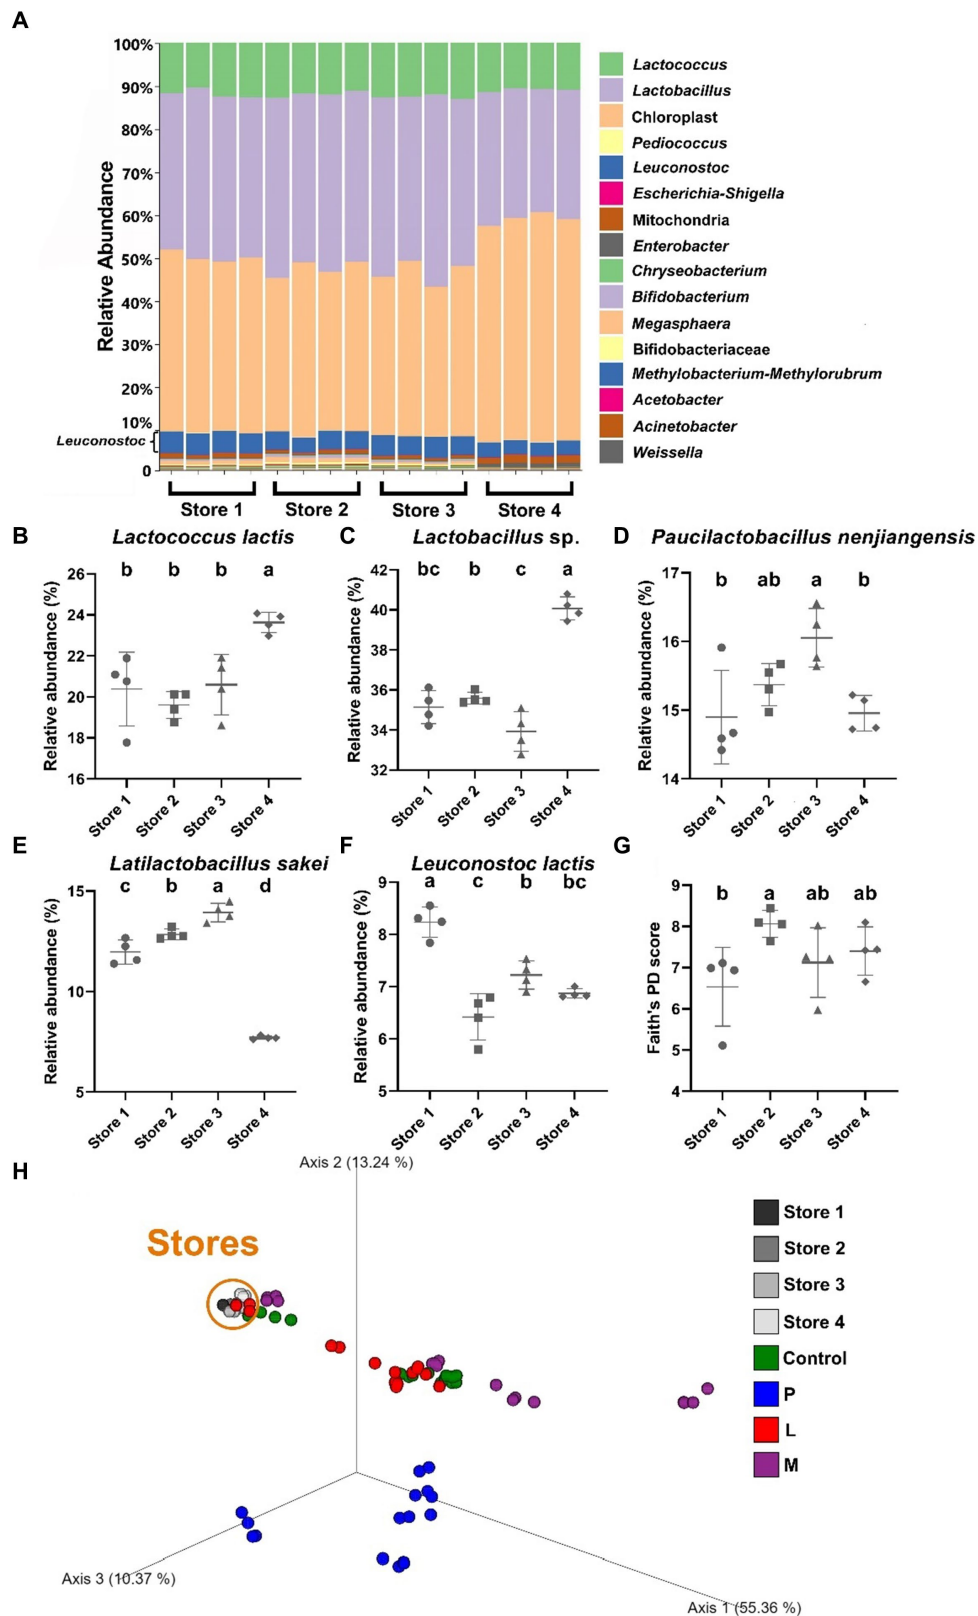 A
100%
90%
80%
70%
60%
50%
40%
30%
20%
10%
0
Relative Abundance
Leuconostoc
Store 1
Store 2
Store 3
Store 4
Lactococcus
Lactobacillus
Chloroplast
Pediococcus
Leuconostoc
Escherichia-Shigella
Mitochondria
Enterobacter
Chryseobacterium
Bifidobacterium
Megasphaera
Bifidobacteriaceae
Methylobacterium-Methylorubrum
Acetobacter
Acinetobacter
Weissella
B
Lactococcus lactis
b b b a
26
24
22
20
18
16
Relative abundance (%)
Store 1
Store 2
Store 3
Store 4
C
Lactobacillus sp.
bc b c a
42
40
38
36
34
32
Relative abundance (%)
Store 1
Store 2
Store 3
Store 4
D
Paucilactobacillus nenjiangensis
b ab a b
17
16
15
14
Relative abundance (%)
Store 1
Store 2
Store 3
Store 4
E
Latilactobacillus sakei
c b a d
15
10
5
Relative abundance (%)
Store 1
Store 2
Store 3
Store 4
F
Leuconostoc lactis
a c b bc
9
8
7
6
5
Relative abundance (%)
Store 1
Store 2
Store 3
Store 4
G
b a ab ab
9
8
7
6
5
4
Faith's PD score
Store 1
Store 2
Store 3
Store 4
H
Axis 2 (13.24 %)
Stores
Axis 3 (10.37 %)
Axis 1 (55.36 %)
Store 1
Store 2
Store 3
Store 4
Control
P
L
M